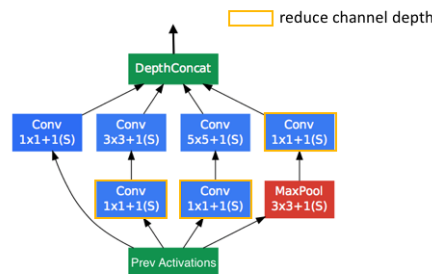 reduce channel depth
DepthConcat
Conv
1x1+1(S)
Conv
3x3+1(S)
Conv
5x5+1(S)
Conv
1x1+1(S)
Conv
1x1+1(S)
Conv
1x1+1(S)
MaxPool
3x3+1(S)
Prev Activations